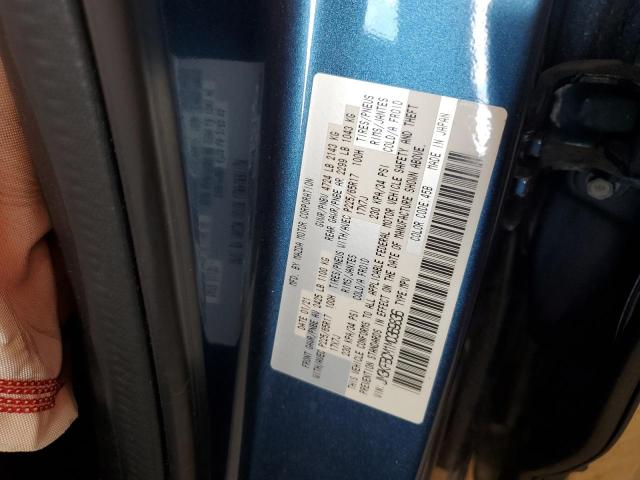 MFD. BY MAZDA MOTOR CORPORATION
DATE 01/21 GVWR/PNBV 4724 LB 2143 KG
FRONT GAWR/PNBE AV 2425 LB 1100 KG REAR GAWR/PNBE AR 2299 LB 1043 KG
WITH/AVEC P225/65R17 100H TIRES/PNEUS WITH/AVEC P225/65R17 100H TIRES/PNEUS
17X7J RIMS/JANTES 17X7J RIMS/JANTES
230 KPA(34 PSI) COLD/A FROID 230 KPA(34 PSI) COLD/A FROID
THIS VEHICLE CONFORMS TO ALL APPLICABLE FEDERAL MOTOR VEHICLE SAFETY AND THEFT
PREVENTION STANDARDS IN EFFECT ON THE DATE OF MANUFACTURE SHOWN ABOVE.
VIN: TYPE: MPV COLOR CODE: 45B MADE IN JAPAN